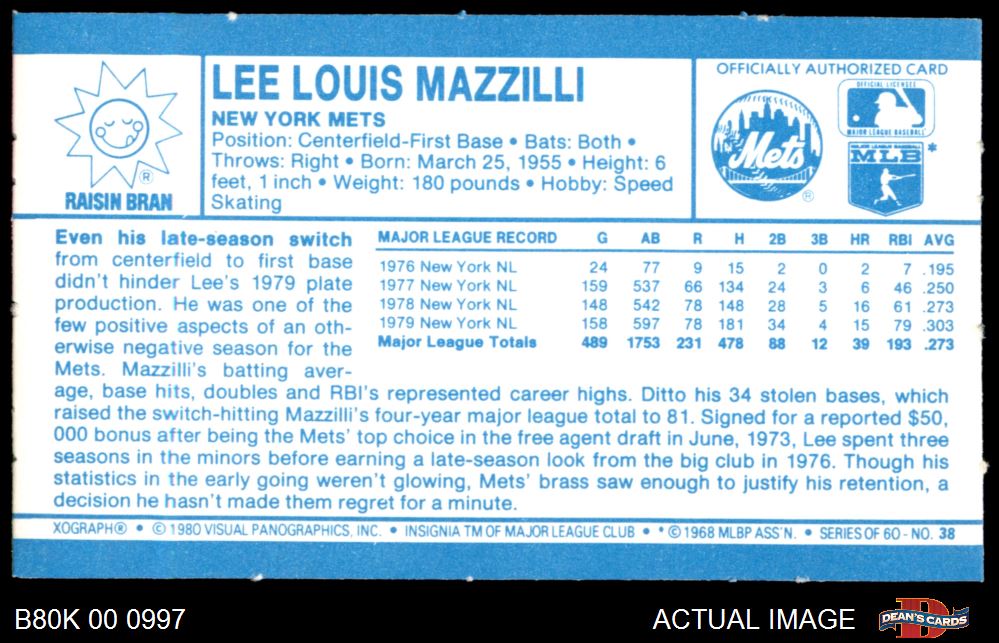 RAISIN BRAN
®
LEE LOUIS MAZZILLI
NEW YORK METS
Position: Centerfield-First Base • Bats: Both •
Throws: Right • Born: March 25, 1955 • Height: 6
feet, 1 inch • Weight: 180 pounds • Hobby: Speed
Skating
OFFICIALLY AUTHORIZED CARD
Mets
®
OFFICIAL LICENSEE
MAJOR LEAGUE BASEBALL
MAJOR LEAGUE BASEBALL
MLB *
Even his late-season switch
from centerfield to first base
didn't hinder Lee's 1979 plate
production. He was one of the
few positive aspects of an oth-
erwise negative season for the
Mets. Mazzilli's batting aver-
age, base hits, doubles and RBI's represented career highs. Ditto his 34 stolen bases, which
raised the switch-hitting Mazzilli's four-year major league total to 81. Signed for a reported $50,
000 bonus after being the Mets' top choice in the free agent draft in June, 1973, Lee spent three
seasons in the minors before earning a late-season look from the big club in 1976. Though his
statistics in the early going weren't glowing, Mets' brass saw enough to justify his retention, a
decision he hasn't made them regret for a minute.
MAJOR LEAGUE RECORD G AB R H 2B 3B HR RBI AVG
1976 New York NL 24 77 9 15 2 0 2 7 .195
1977 New York NL 159 537 66 134 24 3 6 46 .250
1978 New York NL 148 542 78 148 28 5 16 61 .273
1979 New York NL 158 597 78 181 34 4 15 79 .303
Major League Totals 489 1753 231 478 88 12 39 193 .273
XOGRAPH® • © 1980 VISUAL PANOGRAPHICS, INC. • INSIGNIA TM OF MAJOR LEAGUE CLUB • * © 1968 MLBP ASS'N. • SERIES OF 60 - NO. 38
B80K 00 0997
ACTUAL IMAGE
DEAN'S CARDS